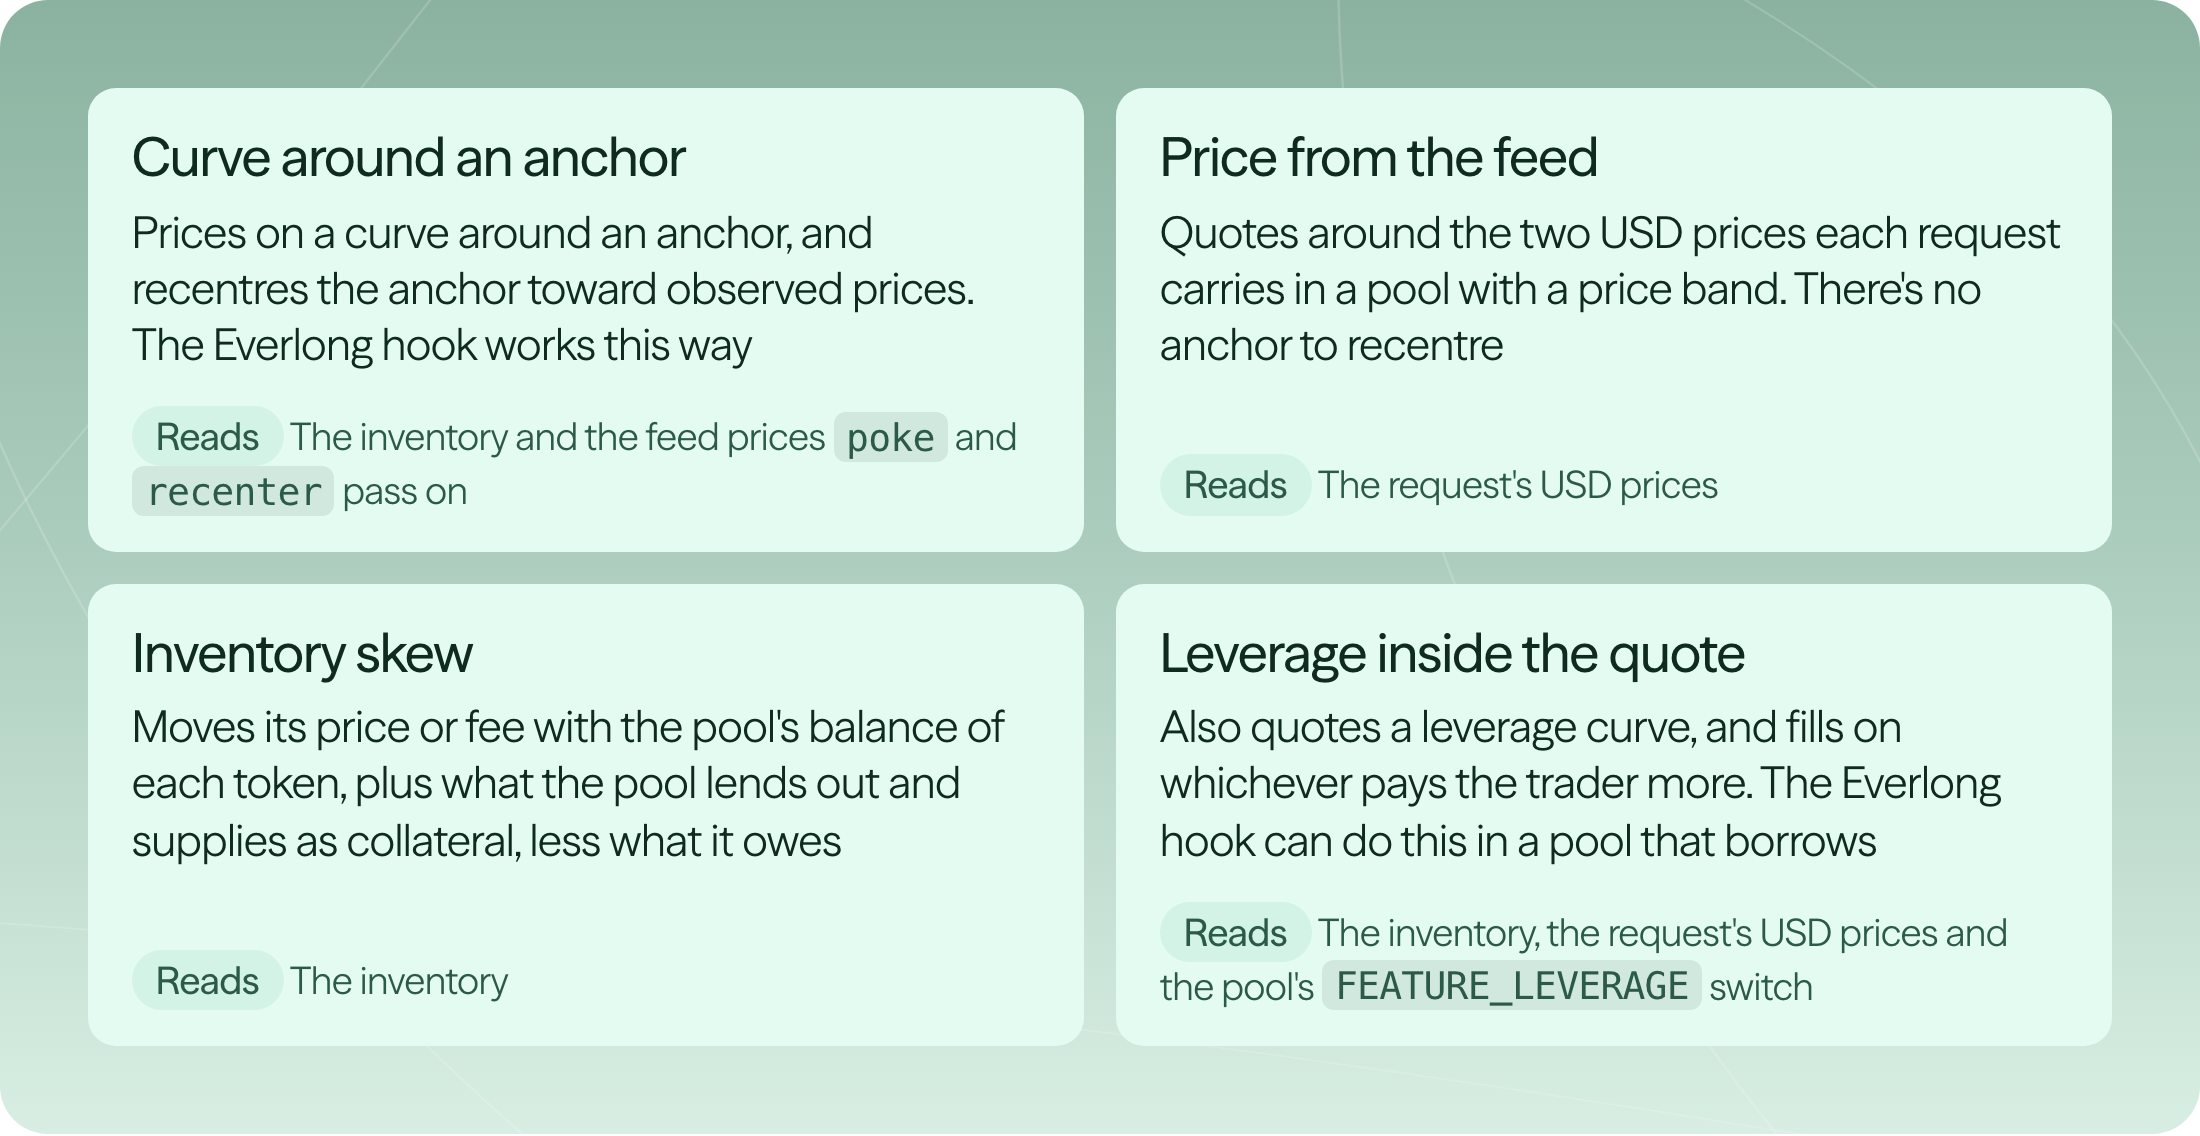 Curve around an anchor
Prices on a curve around an anchor, and
recentres the anchor toward observed prices.
The Everlong hook works this way
Reads The inventory and the feed prices poke and
recenter pass on
Price from the feed
Quotes around the two USD prices each request
carries in a pool with a price band. There's no
anchor to recentre
Reads The request's USD prices
Inventory skew
Moves its price or fee with the pool's balance of
each token, plus what the pool lends out and
supplies as collateral, less what it owes
Reads The inventory
Leverage inside the quote
Also quotes a leverage curve, and fills on
whichever pays the trader more. The Everlong
hook can do this in a pool that borrows
Reads The inventory, the request's USD prices and
the pool's FEATURE_LEVERAGE switch